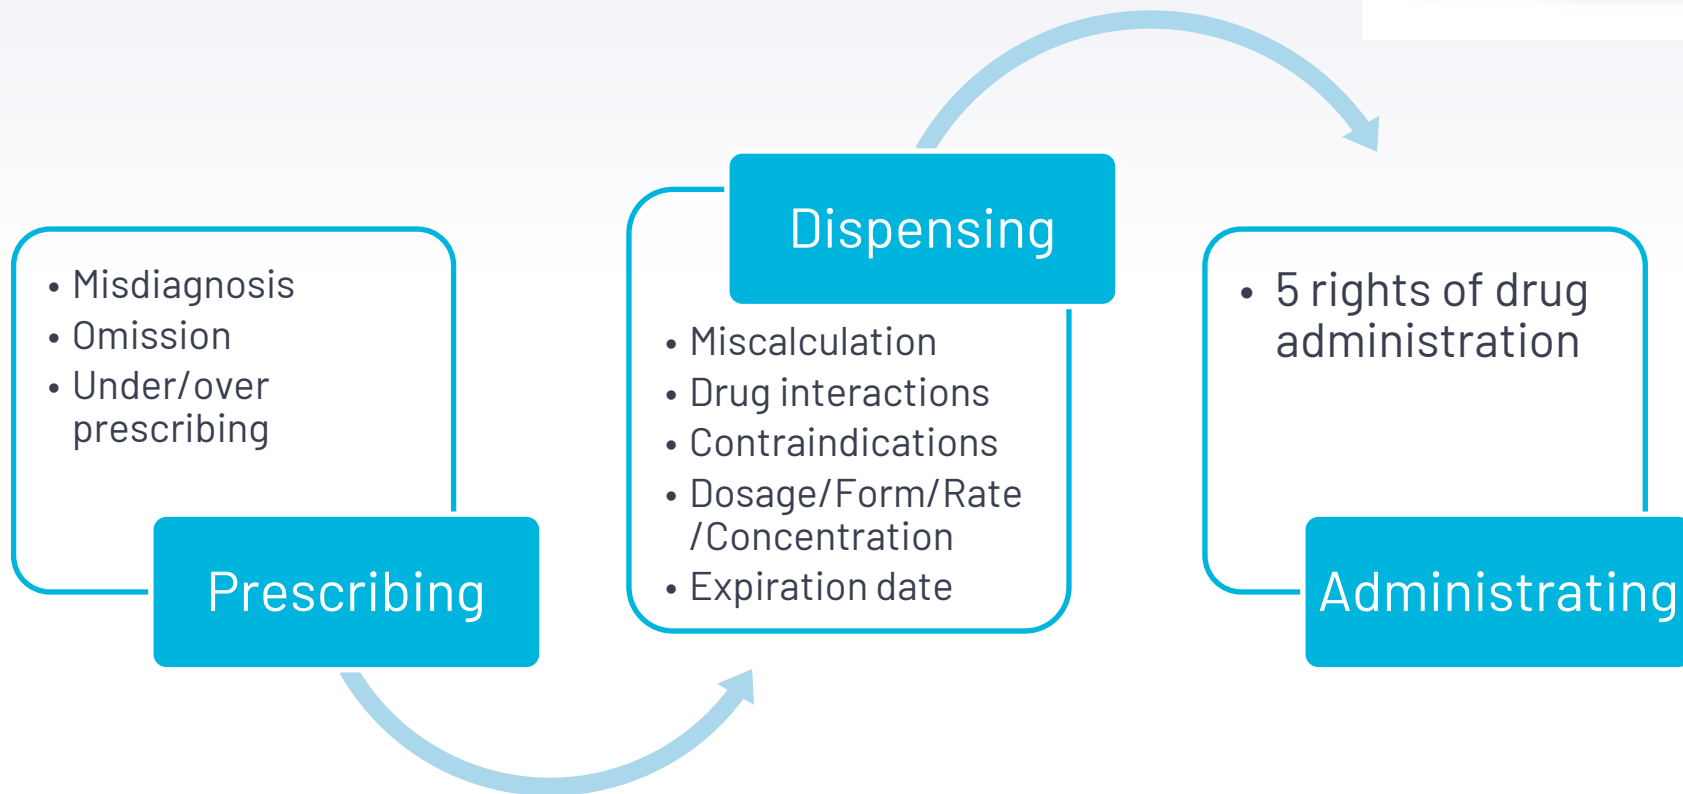 • Misdiagnosis
• Omission
• Under/over
prescribing
Prescribing
Dispensing
• Miscalculation
• Drug interactions
• Contraindications
• Dosage/Form/Rate
/Concentration
• Expiration date
• 5 rights of drug
administration
Administrating